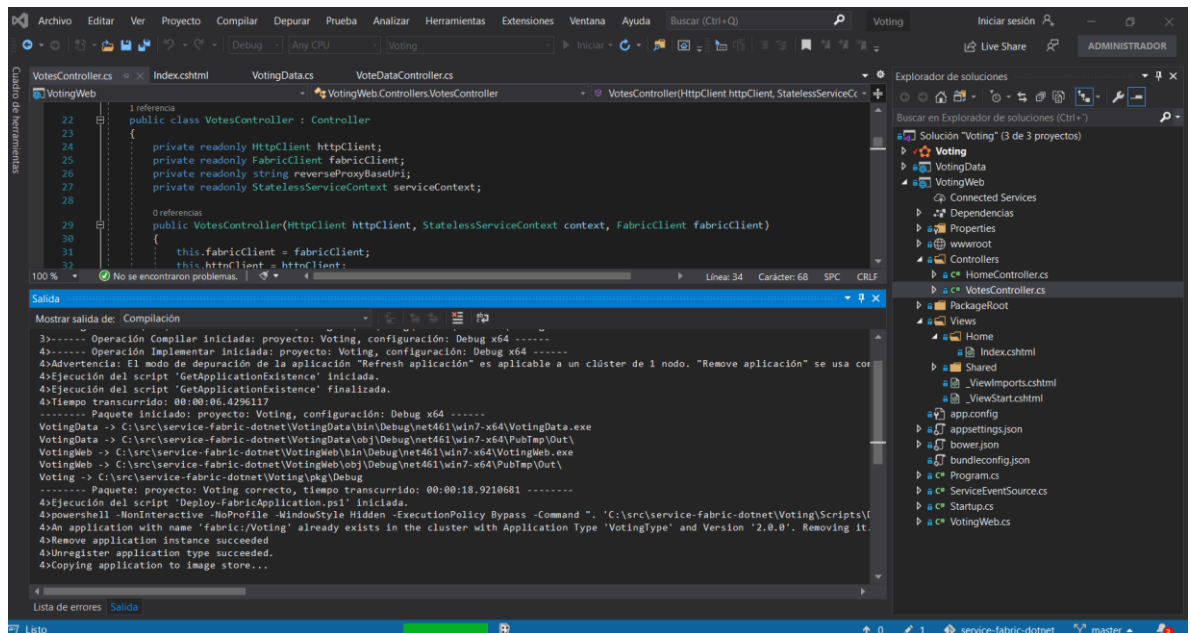 Archivo Editar Ver Proyecto Compilar Depurar Prueba Analizar Herramientas Extensiones Ventana Ayuda Buscar (Ctrl+Q) Voting Iniciar sesión
Debug Any CPU Voting Iniciar Live Share ADMINISTRADOR
Cuadro de herramientas
VotesController.cs Index.cshtml VotingData.cs VoteDataController.cs
VotingWeb VotingWeb.Controllers.VotesController VotesController(HttpClient httpClient, StatelessServiceCc
1 referencia
22 public class VotesController : Controller
23 {
24 private readonly HttpClient httpClient;
25 private readonly FabricClient fabricClient;
26 private readonly string reverseProxyBaseUri;
27 private readonly StatelessServiceContext serviceContext;
28
0 referencias
29 public VotesController(HttpClient httpClient, StatelessServiceContext context, FabricClient fabricClient)
30 {
31 this.fabricClient = fabricClient;
32 this.httpClient = httpClient;
100 % No se encontraron problemas. Línea: 34 Carácter: 68 SPC CRLF
Salida
Mostrar salida de: Compilación
3>------ Operación Compilar iniciada: proyecto: Voting, configuración: Debug x64 ------
4>------ Operación Implementar iniciada: proyecto: Voting, configuración: Debug x64 ------
4>Advertencia: El modo de depuración de la aplicación "Refresh aplicación" es aplicable a un clúster de 1 nodo. "Remove aplicación" se usa cor
4>Ejecución del script 'GetApplicationExistence' iniciada.
4>Ejecución del script 'GetApplicationExistence' finalizada.
4>Tiempo transcurrido: 00:00:06.4296117
-------- Paquete iniciado: proyecto: Voting, configuración: Debug x64 ------
VotingData -> C:\src\service-fabric-dotnet\VotingData\bin\Debug\net461\win7-x64\VotingData.exe
VotingData -> C:\src\service-fabric-dotnet\VotingData\obj\Debug\net461\win7-x64\PubTmp\Out\
VotingWeb -> C:\src\service-fabric-dotnet\VotingWeb\bin\Debug\net461\win7-x64\VotingWeb.exe
VotingWeb -> C:\src\service-fabric-dotnet\VotingWeb\obj\Debug\net461\win7-x64\PubTmp\Out\
Voting -> C:\src\service-fabric-dotnet\Voting\pkg\Debug
-------- Paquete: proyecto: Voting correcto, tiempo transcurrido: 00:00:18.9210681 --------
4>Ejecución del script 'Deploy-FabricApplication.ps1' iniciada.
4>powershell -NonInteractive -NoProfile -WindowStyle Hidden -ExecutionPolicy Bypass -Command ". 'C:\src\service-fabric-dotnet\Voting\Scripts\D
4>An application with name 'fabric:/Voting' already exists in the cluster with Application Type 'VotingType' and Version '2.0.0'. Removing it.
4>Remove application instance succeeded
4>Unregister application type succeeded.
4>Copying application to image store...
Lista de errores Salida
Explorador de soluciones
Buscar en Explorador de soluciones (Ctrl+')
Solución "Voting" (3 de 3 proyectos)
Voting
VotingData
VotingWeb
Connected Services
Dependencias
Properties
wwwroot
Controllers
C# HomeController.cs
C# VotesController.cs
PackageRoot
Views
Home
Index.cshtml
Shared
_ViewImports.cshtml
_ViewStart.cshtml
app.config
appsettings.json
bower.json
bundleconfig.json
C# Program.cs
C# ServiceEventSource.cs
C# Startup.cs
C# VotingWeb.cs
Listo 0 1 service-fabric-dotnet master 2